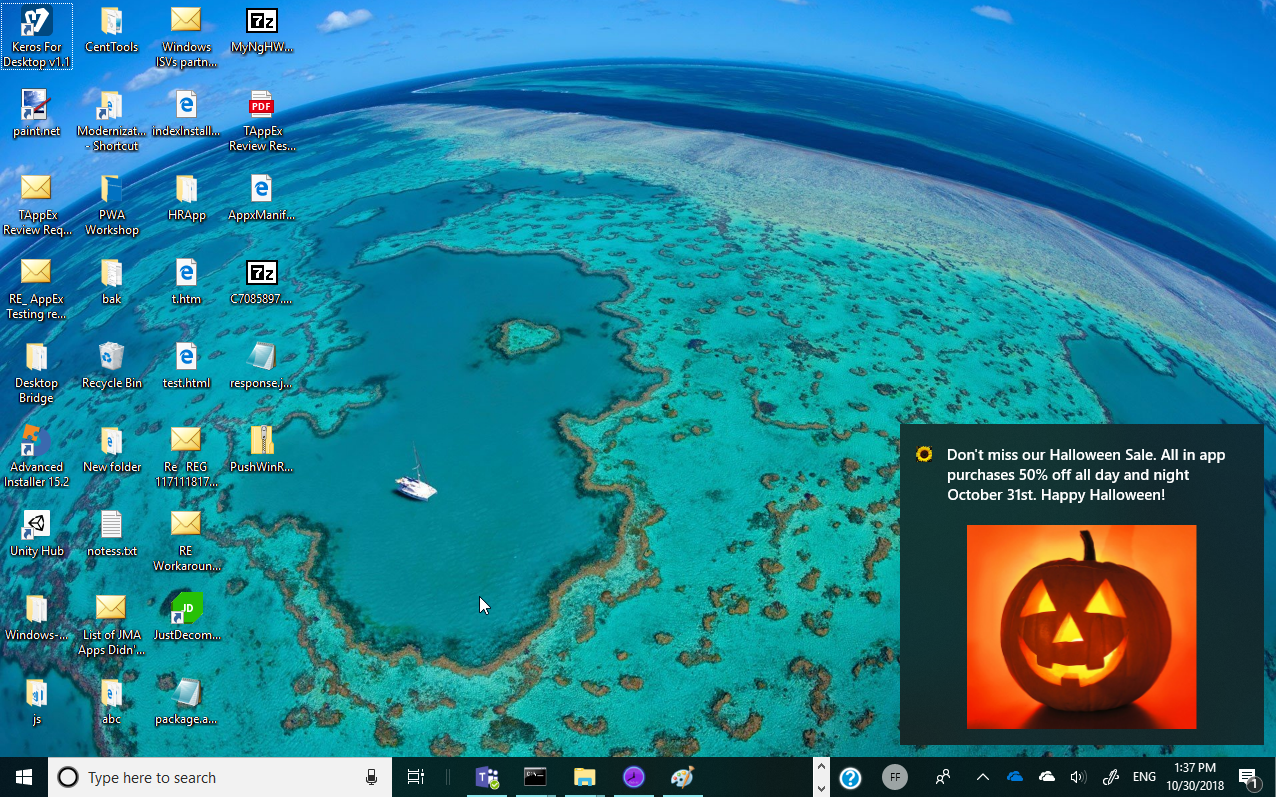 Keros For
Desktop v1.1
CentTools
Windows
ISVs partn...
7z
MyNgHW...
paint.net
Modernizat...
- Shortcut
indexInstall...
PDF
TAppEx
Review Res...
TAppEx
Review Req...
PWA
Workshop
HRApp
AppxManif...
RE_ AppEx
Testing re...
bak
t.htm
7z
C7085897....
Desktop
Bridge
Recycle Bin
test.html
response.j...
Advanced
Installer 15.2
New folder
Re_ REG
117111817...
PushWinR...
Unity Hub
notess.txt
RE
Workaroun...
Windows-...
List of JMA
Apps Didn'...
JD
JustDecom...
js
abc
package.a...
Don't miss our Halloween Sale. All in app
purchases 50% off all day and night
October 31st. Happy Halloween!
Type here to search
FF
ENG
1:37 PM
10/30/2018
1